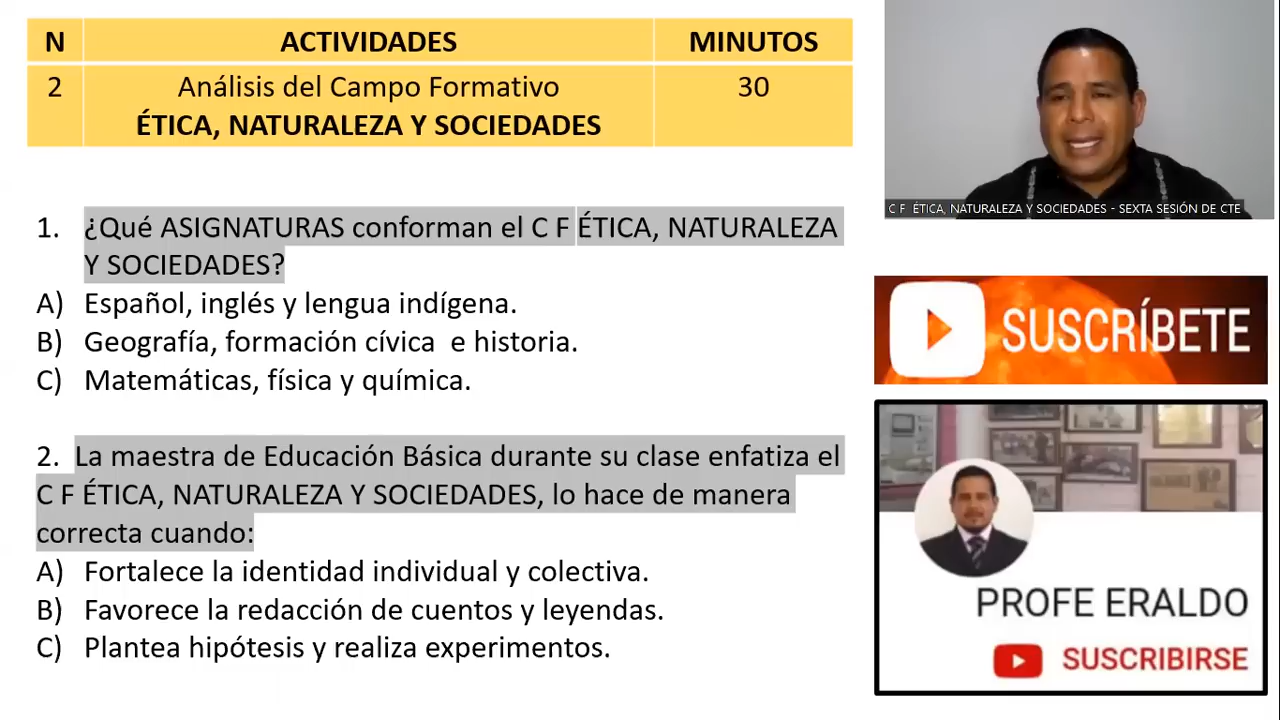 N ACTIVIDADES MINUTOS
2 Análisis del Campo Formativo 30
ÉTICA, NATURALEZA Y SOCIEDADES
1. ¿Qué ASIGNATURAS conforman el C F ÉTICA, NATURALEZA
Y SOCIEDADES?
A) Español, inglés y lengua indígena.
B) Geografía, formación cívica e historia.
C) Matemáticas, física y química.
2. La maestra de Educación Básica durante su clase enfatiza el
C F ÉTICA, NATURALEZA Y SOCIEDADES, lo hace de manera
correcta cuando:
A) Fortalece la identidad individual y colectiva.
B) Favorece la redacción de cuentos y leyendas.
C) Plantea hipótesis y realiza experimentos.
C F ÉTICA, NATURALEZA Y SOCIEDADES - SEXTA SESIÓN DE CTE
SUSCRÍBETE
PROFE ERALDO
SUSCRIBIRSE